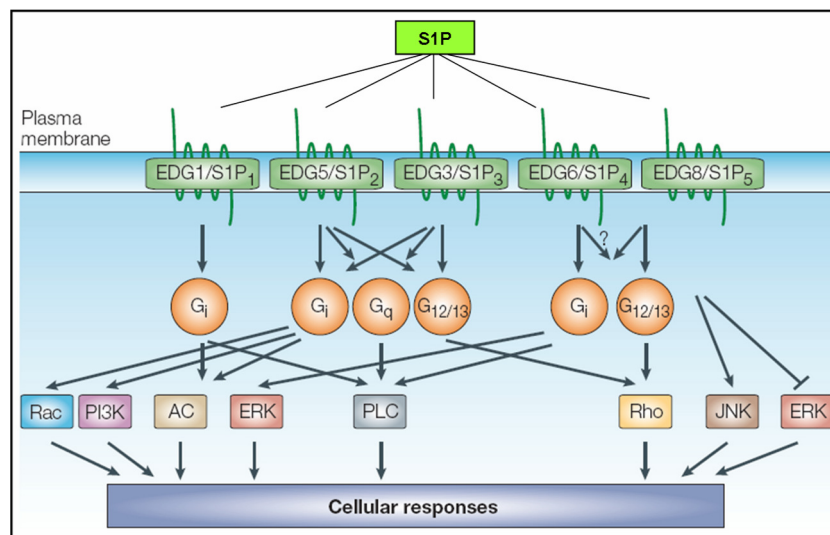 S1P
Plasma
membrane
EDG1/S1P1
EDG5/S1P2
EDG3/S1P3
EDG6/S1P4
EDG8/S1P5
?
Gi
Gi
Gq
G12/13
Gi
G12/13
Rac
PI3K
AC
ERK
PLC
Rho
JNK
ERK
Cellular responses